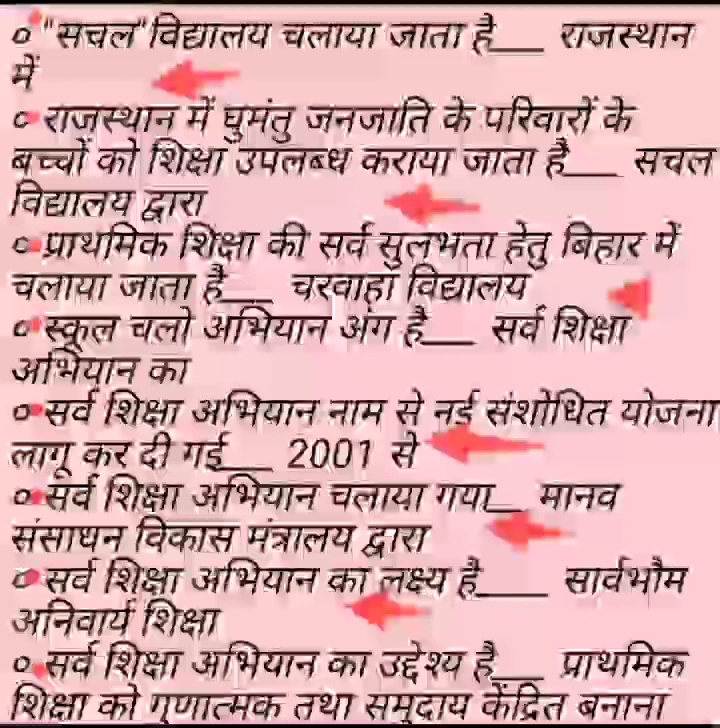 ० "सचल" विद्यालय चलाया जाता है___ राजस्थान
में
० राजस्थान में घुमंतु जनजाति के परिवारों के
बच्चों को शिक्षा उपलब्ध कराया जाता है___ सचल
विद्यालय द्वारा
० प्राथमिक शिक्षा की सर्व सुलभता हेतु बिहार में
चलाया जाता है___ चरवाहा विद्यालय
० स्कूल चलो अभियान अंग है___ सर्व शिक्षा
अभियान का
० सर्व शिक्षा अभियान नाम से नई संशोधित योजना
लागू कर दी गई___ 2001 से
० सर्व शिक्षा अभियान चलाया गया___ मानव
संसाधन विकास मंत्रालय द्वारा
० सर्व शिक्षा अभियान का लक्ष्य है____ सार्वभौम
अनिवार्य शिक्षा
० सर्व शिक्षा अभियान का उद्देश्य है___ प्राथमिक
शिक्षा को गुणात्मक तथा समुदाय केंद्रित बनाना